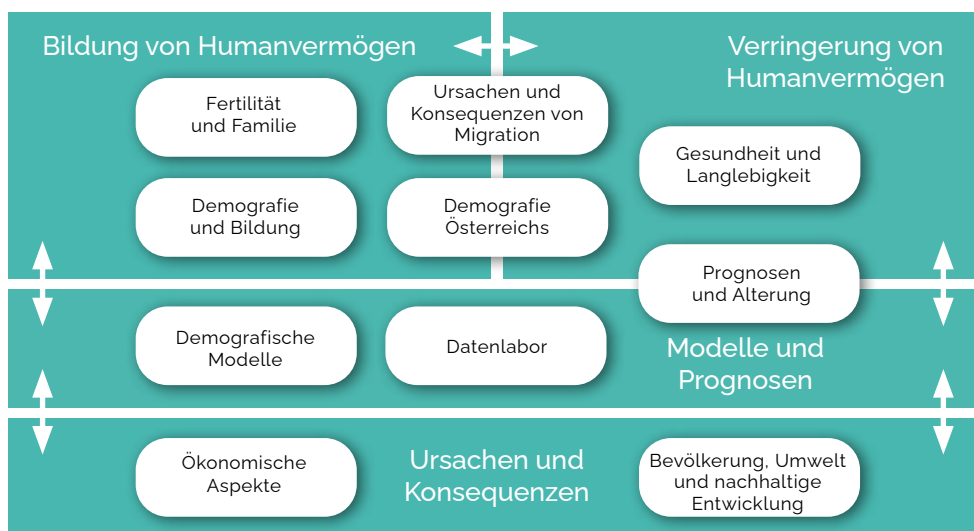 Bildung von Humanvermögen
Verringerung von
Humanvermögen
Fertilität
und Familie
Ursachen und
Konsequenzen von
Migration
Gesundheit und
Langlebigkeit
Demografie
und Bildung
Demografie
Österreichs
Prognosen
und Alterung
Demografische
Modelle
Datenlabor
Modelle und
Prognosen
Ökonomische
Aspekte
Ursachen und
Konsequenzen
Bevölkerung, Umwelt
und nachhaltige
Entwicklung